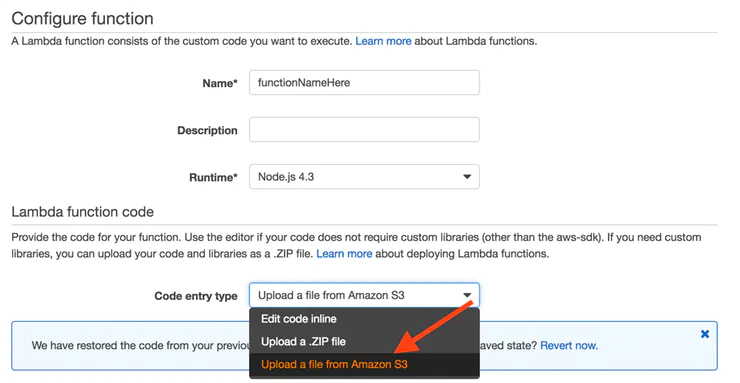 Configure function
A Lambda function consists of the custom code you want to execute. Learn more about Lambda functions.
Name* functionNameHere
Description
Runtime* Node.js 4.3
Lambda function code
Provide the code for your function. Use the editor if your code does not require custom libraries (other than the aws-sdk). If you need custom
libraries, you can upload your code and libraries as a .ZIP file. Learn more about deploying Lambda functions.
Code entry type Upload a file from Amazon S3
Edit code inline
Upload a .ZIP file
We have restored the code from your previou aved state? Revert now.
Upload a file from Amazon S3